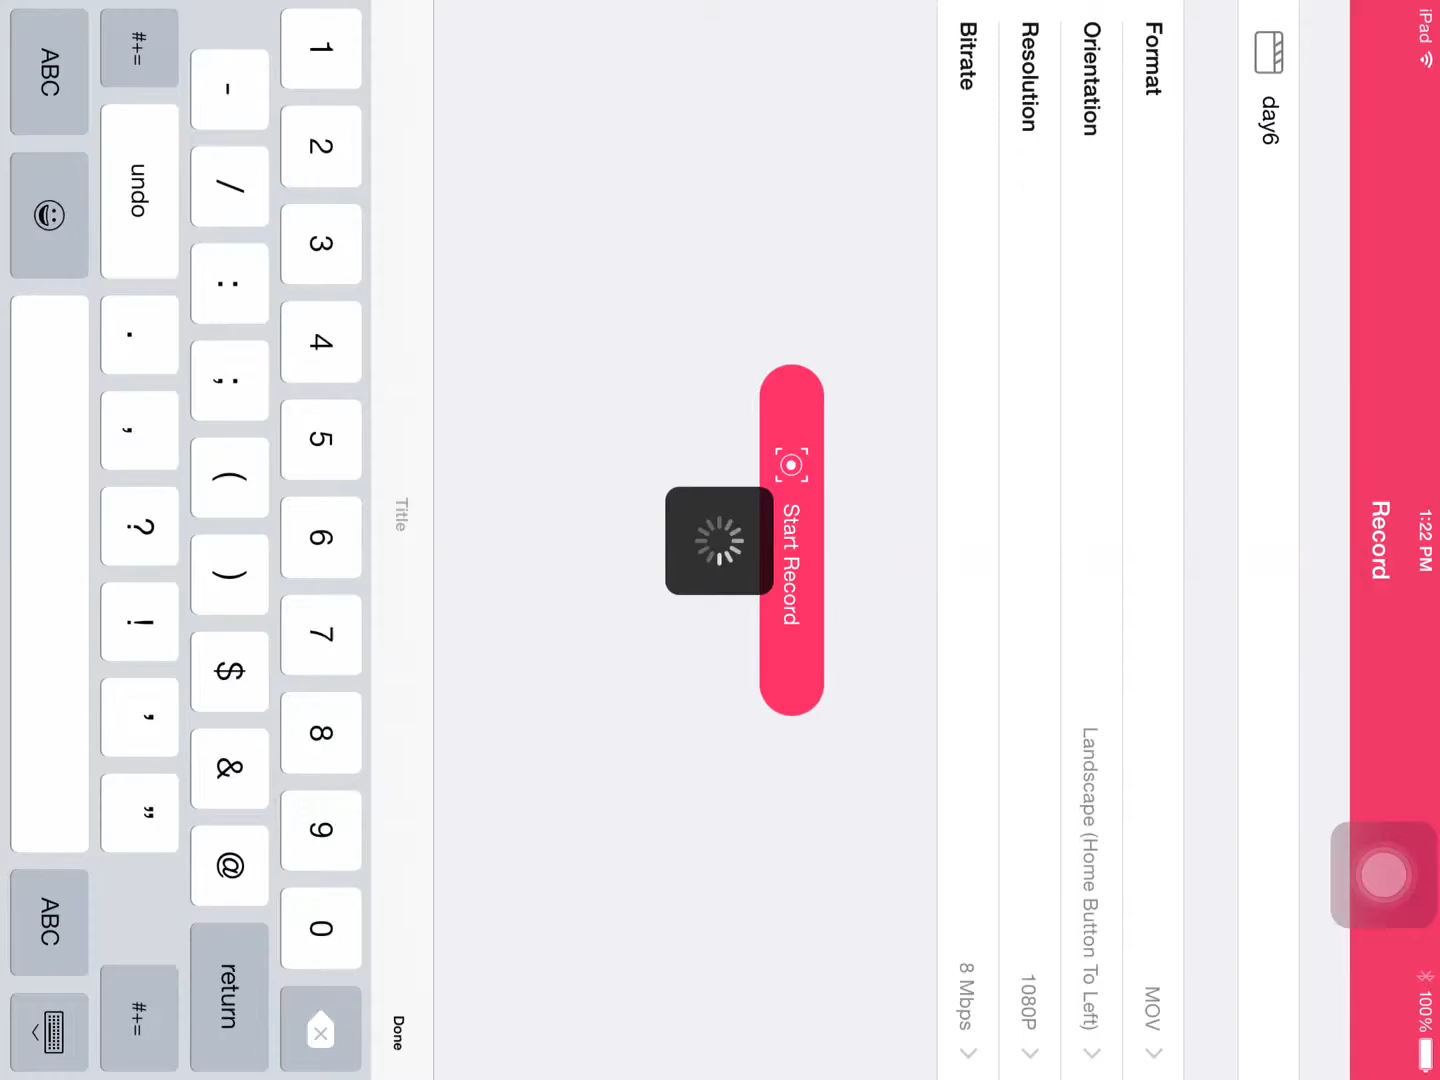 iPad 1:22 PM 100%
Record
day6
Format MOV
Orientation Landscape (Home Button To Left)
Resolution 1080P
Bitrate 8 Mbps
Start Record
Title Done
1 2 3 4 5 6 7 8 9 0
- / : ; ( ) $ & @ return
#+= undo . , ? ! ' " #+=
ABC ABC